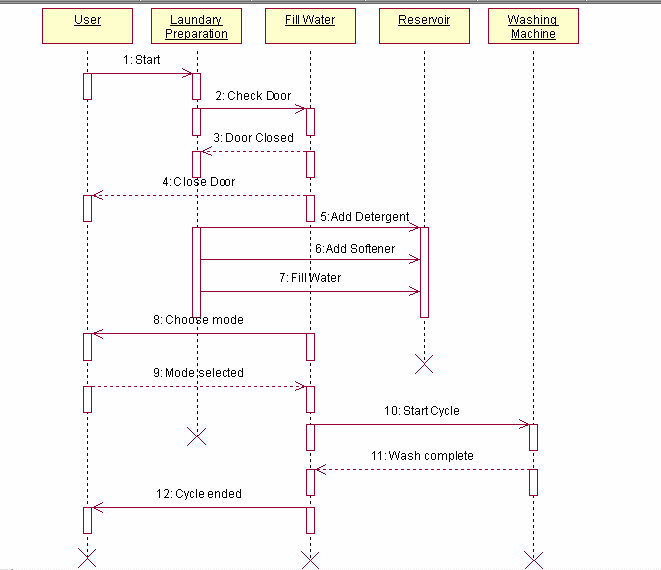 User
Laundary
Preparation
Fill Water
Reservoir
Washing
Machine
1: Start
2: Check Door
3: Door Closed
4: Close Door
5:Add Detergent
6:Add Softener
7: Fill Water
8: Choose mode
9: Mode selected
10: Start Cycle
11: Wash complete
12: Cycle ended